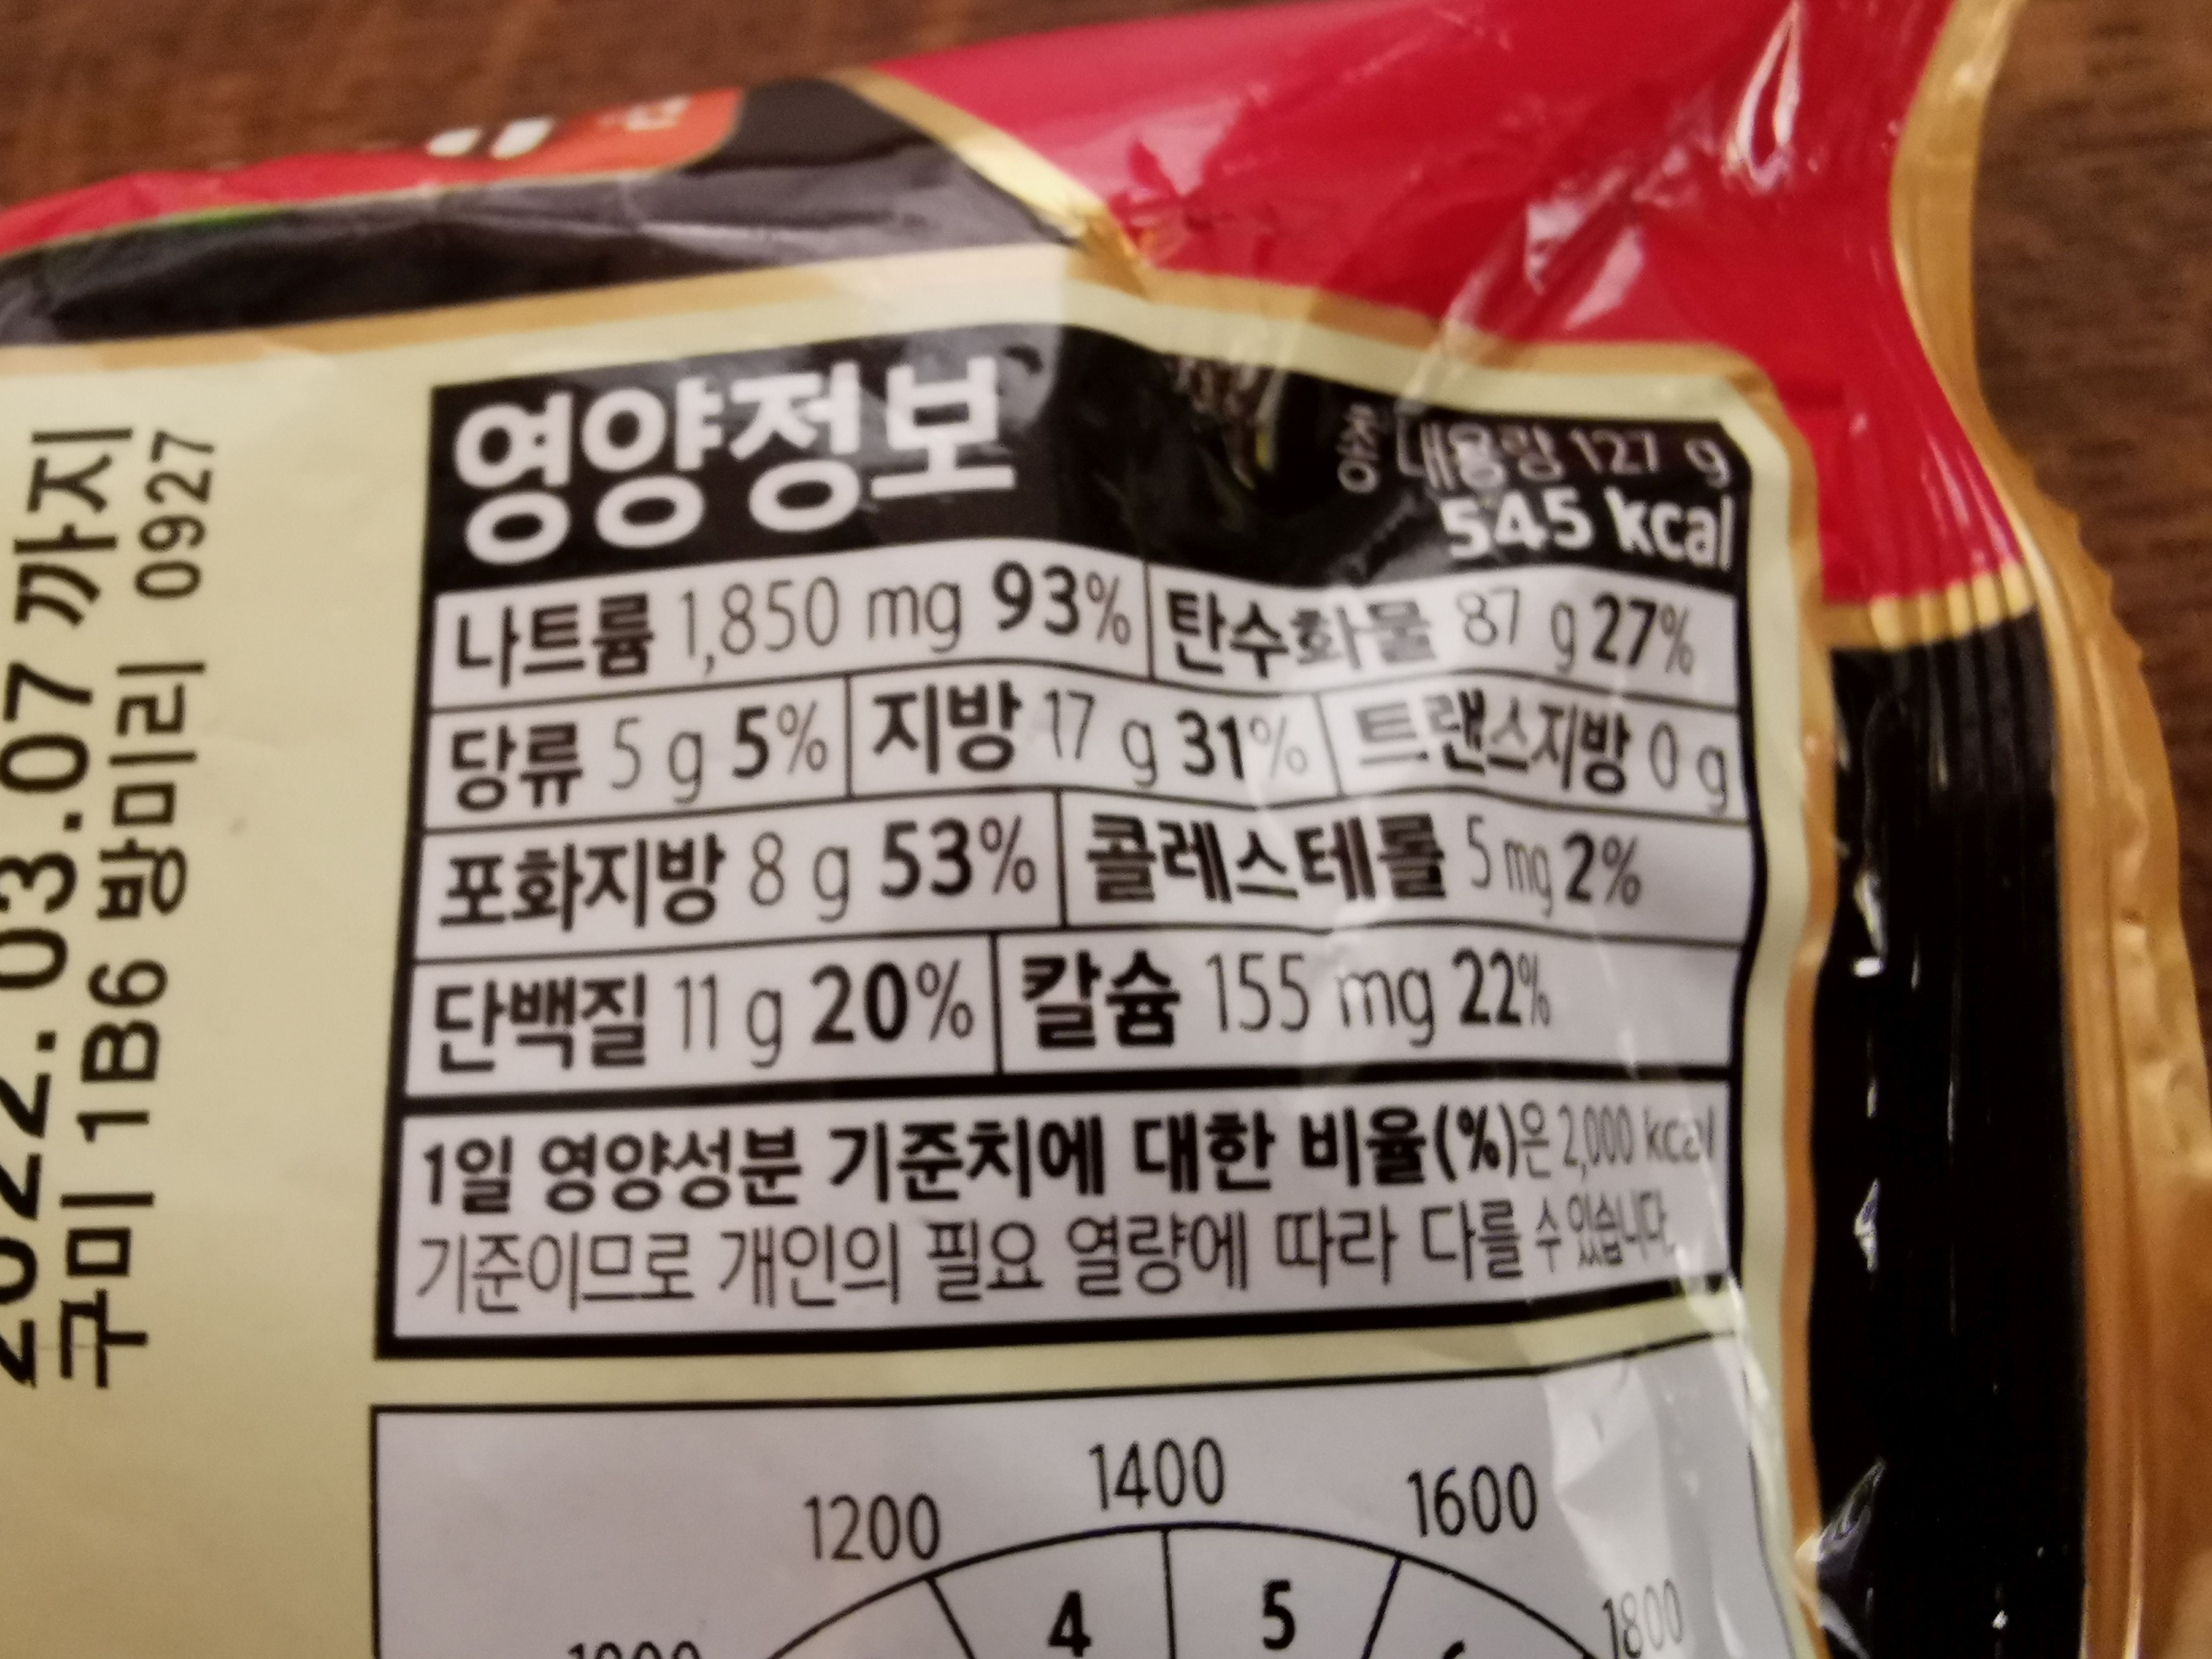 영양정보
총 내용량 127 g
545 kcal
나트륨 1,850 mg 93% 탄수화물 87 g 27%
당류 5 g 5% 지방 17 g 31% 트랜스지방 0 g
포화지방 8 g 53% 콜레스테롤 5 mg 2%
단백질 11 g 20% 칼슘 155 mg 22%
1일 영양성분 기준치에 대한 비율(%)은 2,000 kcal
기준이므로 개인의 필요 열량에 따라 다를 수 있습니다.
1200 1400 1600
1800
4 5
2022.03.07 까지
구미 1B6 방미리 0927